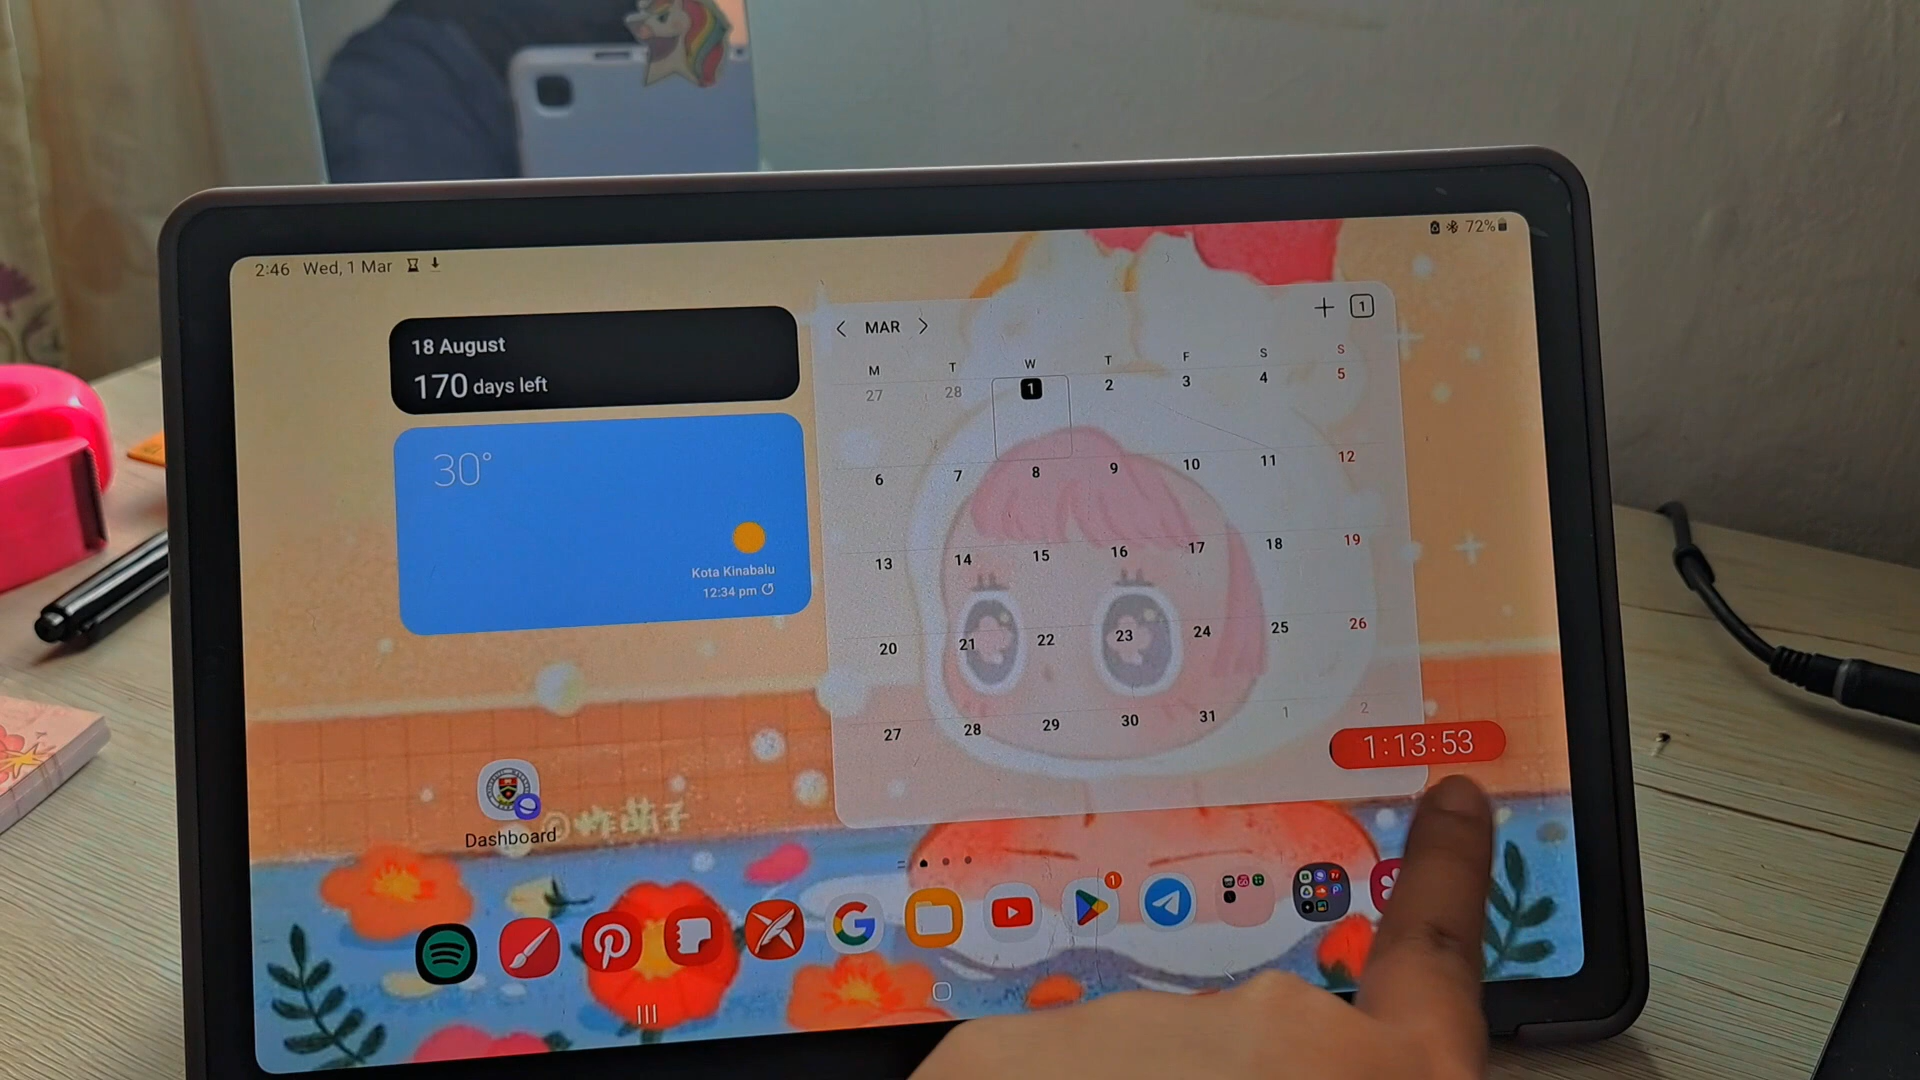 2:46 Wed, 1 Mar
72%
18 August
170 days left
30°
Kota Kinabalu
12:34 pm
MAR
1
M T W T F S S
27 28 1 2 3 4 5
6 7 8 9 10 11 12
13 14 15 16 17 18 19
20 21 22 23 24 25 26
27 28 29 30 31 1 2
1:13:53
Dashboard
1